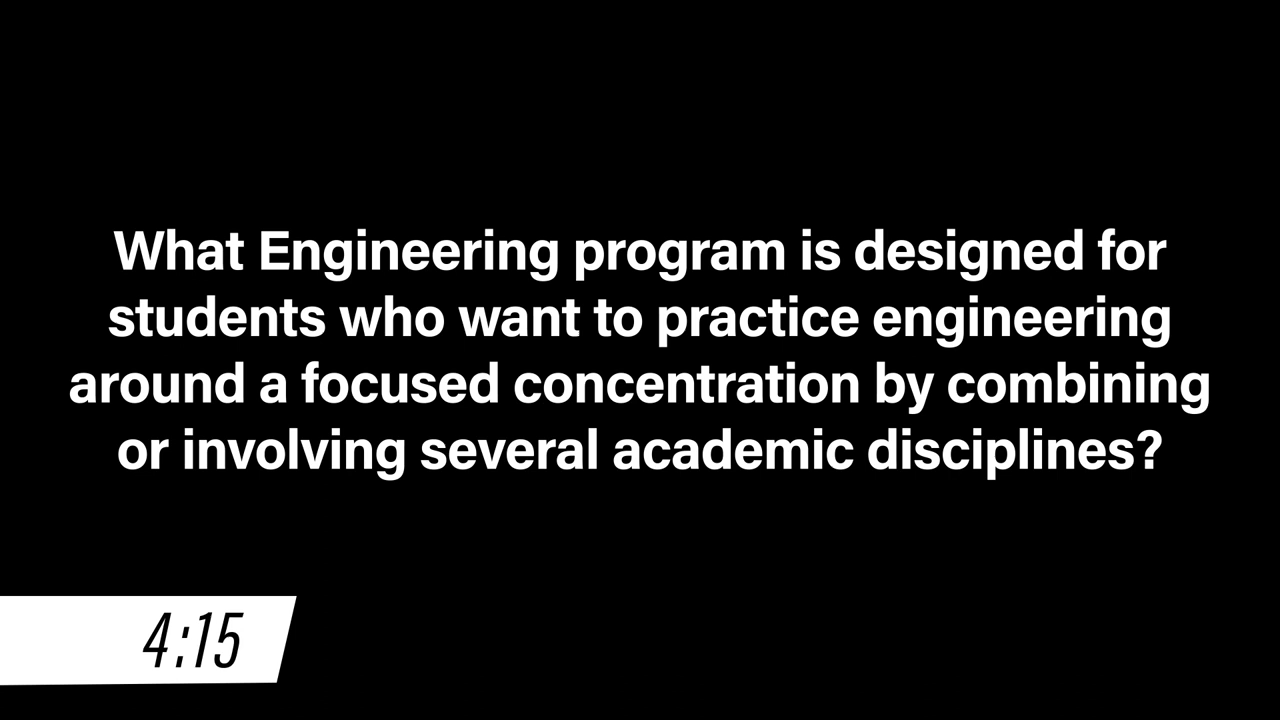 What Engineering program is designed for
students who want to practice engineering
around a focused concentration by combining
or involving several academic disciplines?
4:15